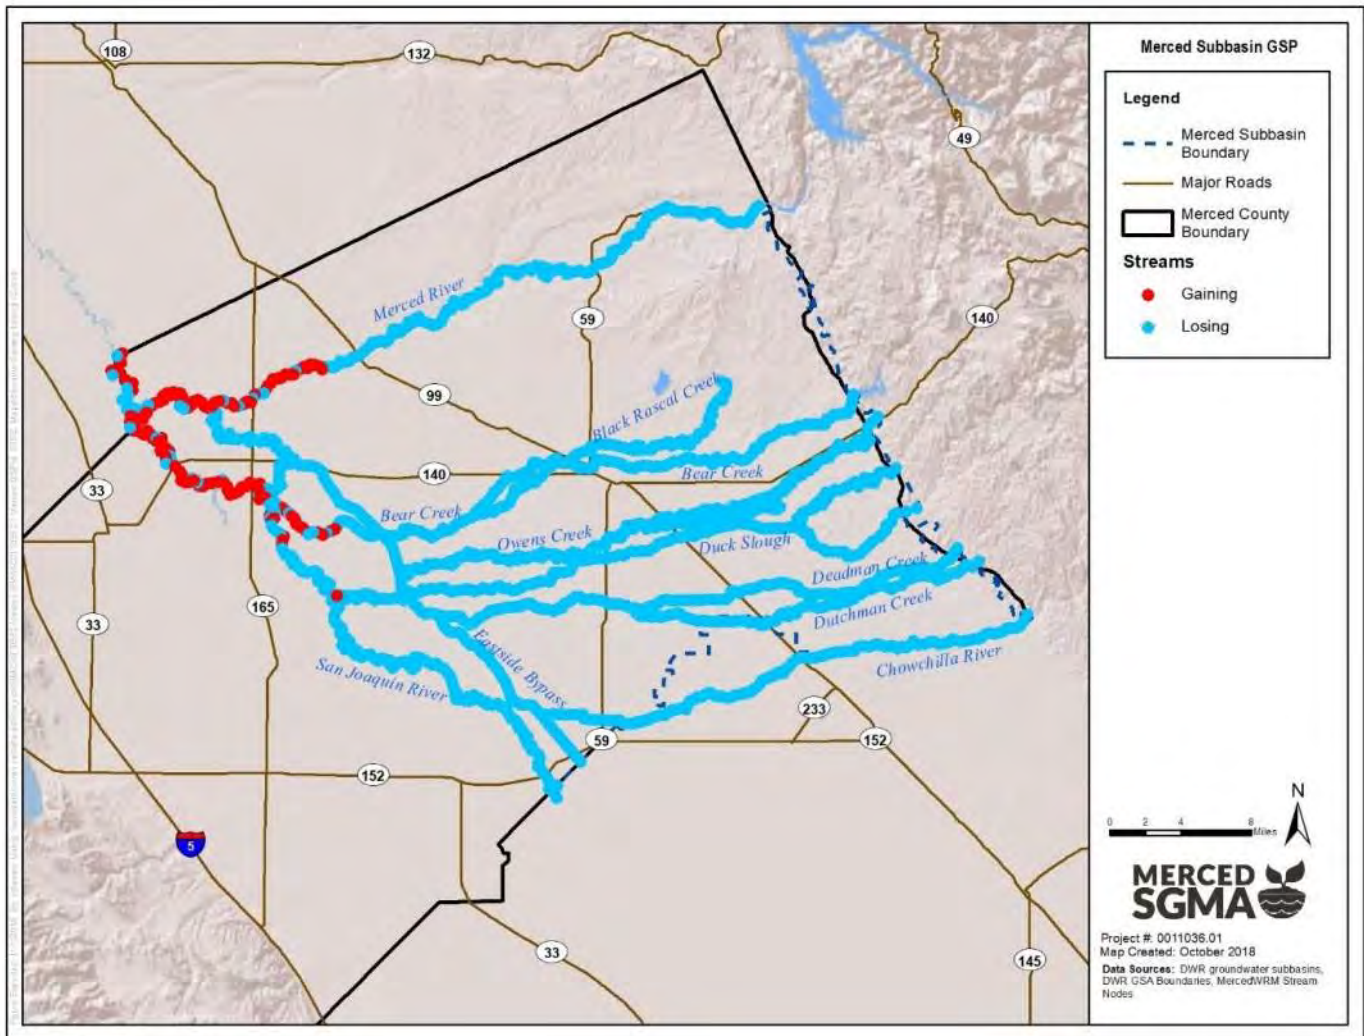 Merced Subbasin GSP
Legend
Merced Subbasin
Boundary
Major Roads
Merced County
Boundary
Streams
Gaining
Losing
108
132
49
Merced River
59
140
99
Black Rascal Creek
33
140
Bear Creek
Bear Creek
Owens Creek
Duck Slough
Deadman Creek
165
33
Dutchman Creek
Eastside Bypass
San Joaquin River
Chowchilla River
233
59
152
152
5
33
145
N
0 2 4 8
Miles
MERCED
SGMA
Project #: 0011036.01
Map Created: October 2018
Data Sources: DWR groundwater subbasins,
DWR GSA Boundaries, MercedWRM Stream
Nodes